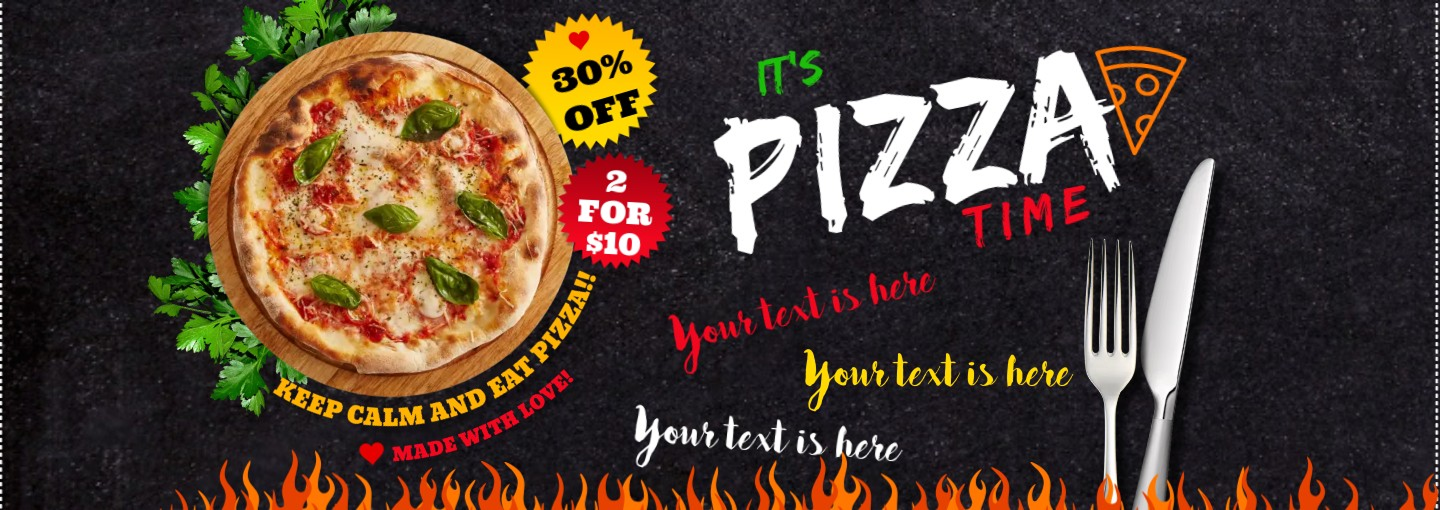 30%
OFF
2
FOR
$10
KEEP CALM AND EAT PIZZA!!
MADE WITH LOVE!
IT'S
PIZZA
TIME
Your text is here
Your text is here
Your text is here